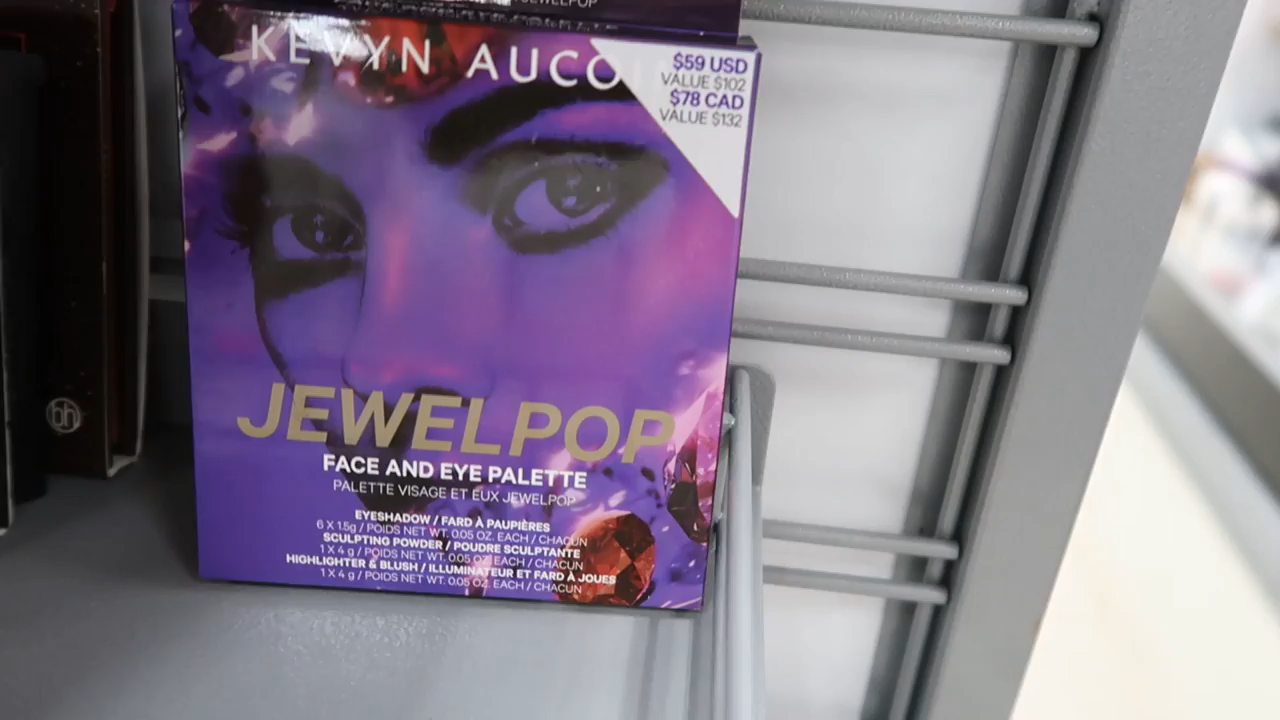 JEWELPOP
KEVYN AUCO
$59 USD
VALUE $102
$78 CAD
VALUE $132
bh
JEWELPOP
FACE AND EYE PALETTE
PALETTE VISAGE ET EUX JEWELPOP
EYESHADOW / FARD À PAUPIÈRES
6 X 1.5g / POIDS NET WT. 0.05 OZ. EACH / CHACUN
SCULPTING POWDER / POUDRE SCULPTANTE
1 X 4 g / POIDS NET WT. 0.05 OZ. EACH / CHACUN
HIGHLIGHTER & BLUSH / ILLUMINATEUR ET FARD À JOUES
1 X 4 g / POIDS NET WT. 0.05 OZ. EACH / CHACUN